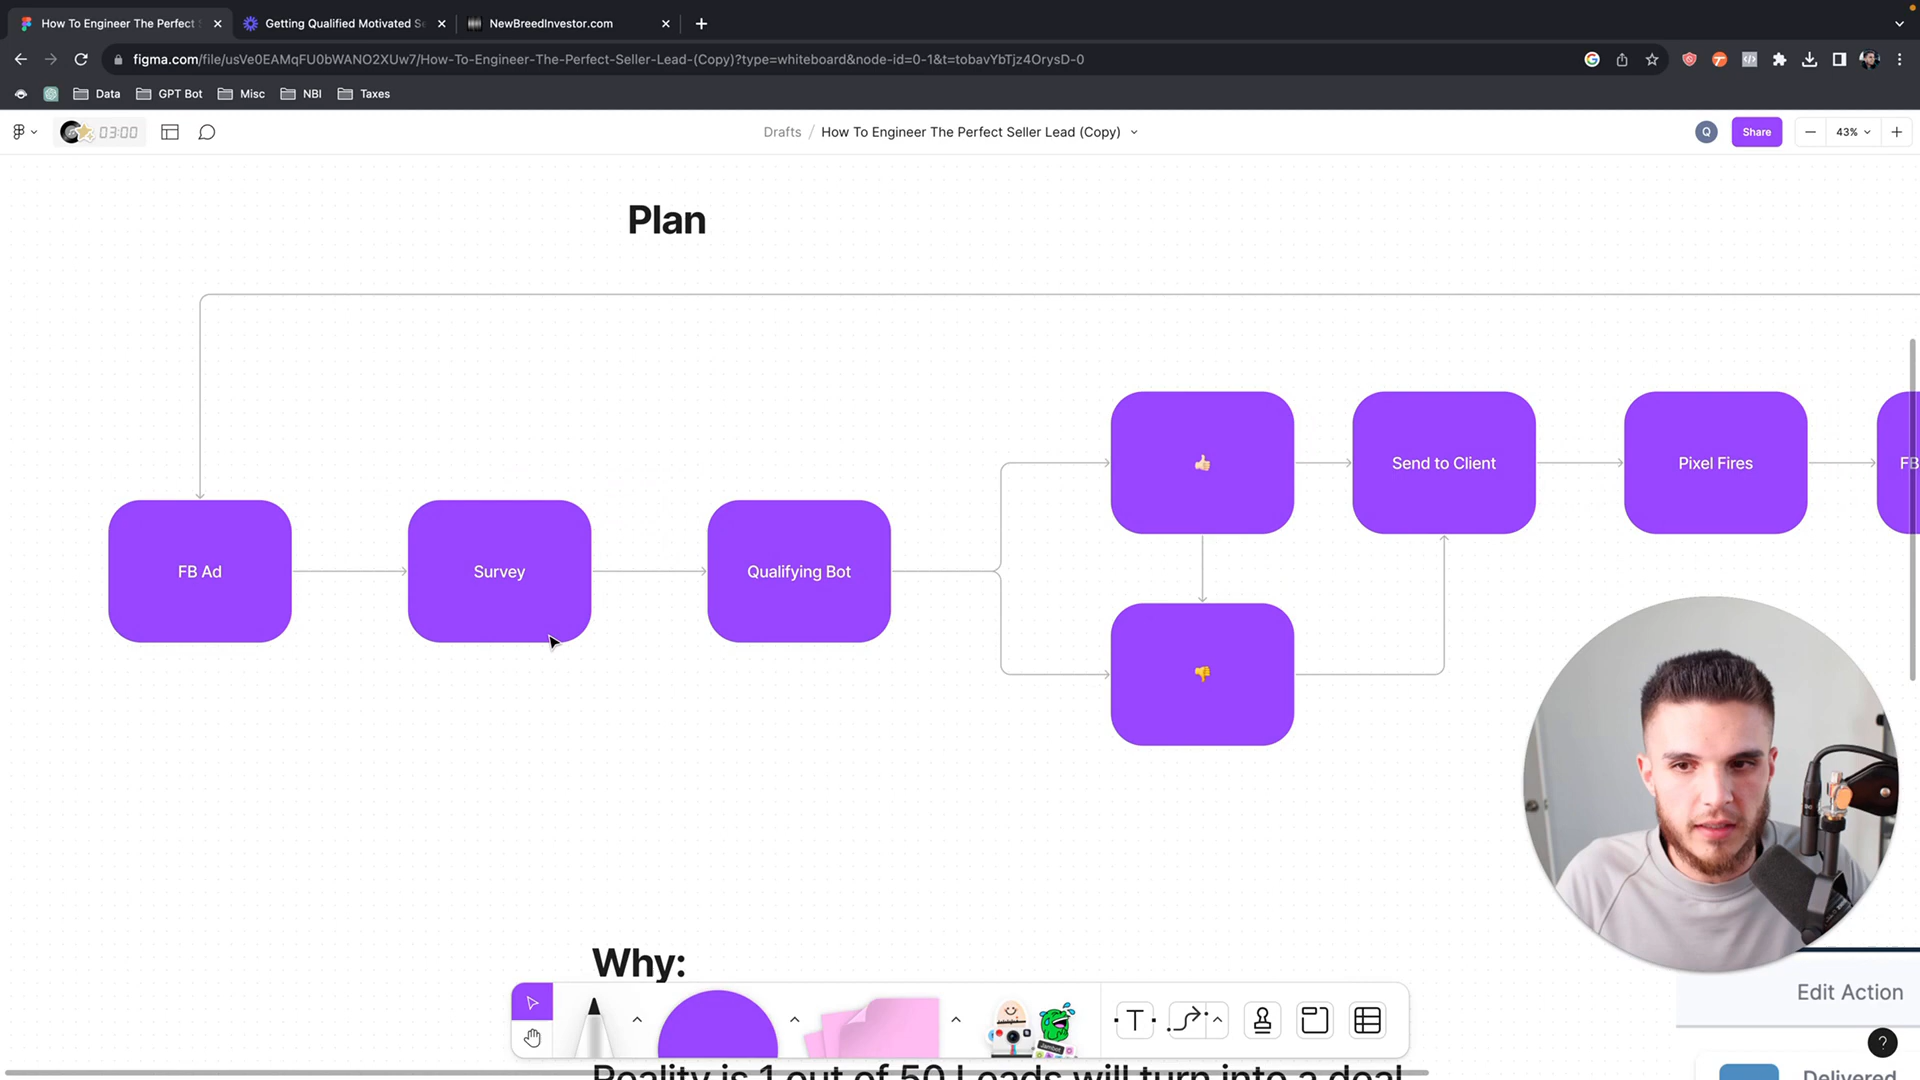 How To Engineer The Perfect S
Getting Qualified Motivated Se
NewBreedInvestor.com
figma.com/file/usVe0EAMqFU0bWANO2XUw7/How-To-Engineer-The-Perfect-Seller-Lead-(Copy)?type=whiteboard&node-id=0-1&t=tobavYbTjz4OrysD-0
Data
GPT Bot
Misc
NBI
Taxes
03:00
Drafts / How To Engineer The Perfect Seller Lead (Copy)
Q
Share
43%
Plan
Send to Client
Pixel Fires
FB
FB Ad
Survey
Qualifying Bot
Why:
Edit Action
T
?
Reality is 1 out of 50 Leads will turn into a deal
Delivered